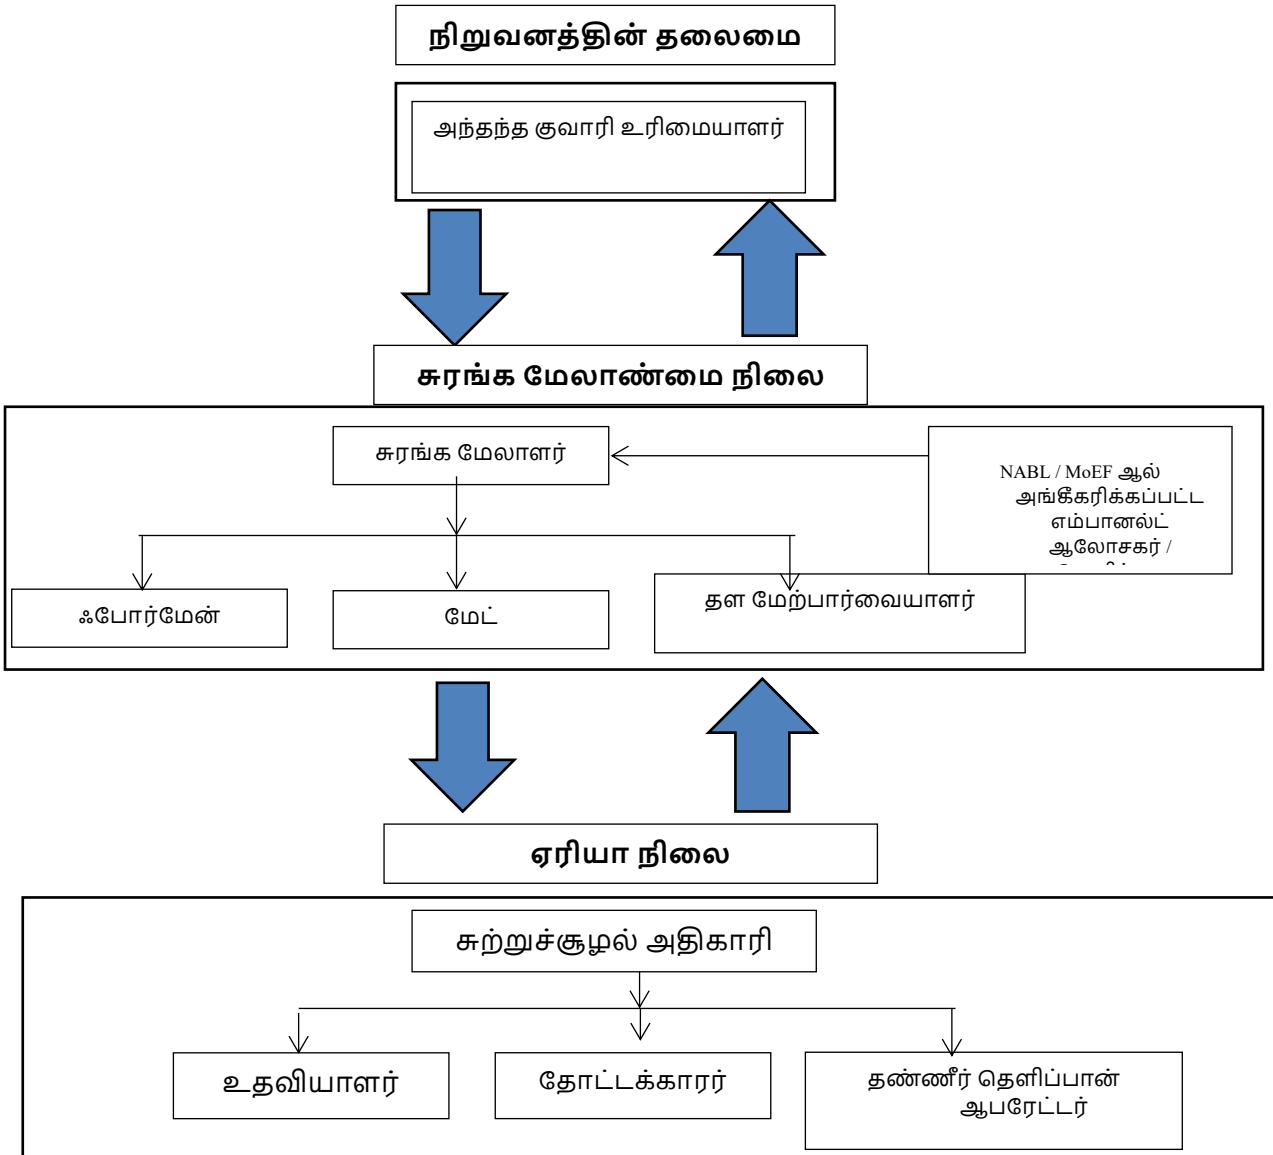 நிறுவனத்தின் தலைமை
அந்தந்த குவாரி உரிமையாளர்
சுரங்க மேலாண்மை நிலை
சுரங்க மேலாளர்
NABL / MoEF ஆல்
அங்கீகரிக்கப்பட்ட
எம்பானல்ட்
ஆலோசகர் /
ஃபோர்மேன்
மேட்
தள மேற்பார்வையாளர்
ஏரியா நிலை
சுற்றுச்சூழல் அதிகாரி
உதவியாளர்
தோட்டக்காரர்
தண்ணீர் தெளிப்பான்
ஆபரேட்டர்